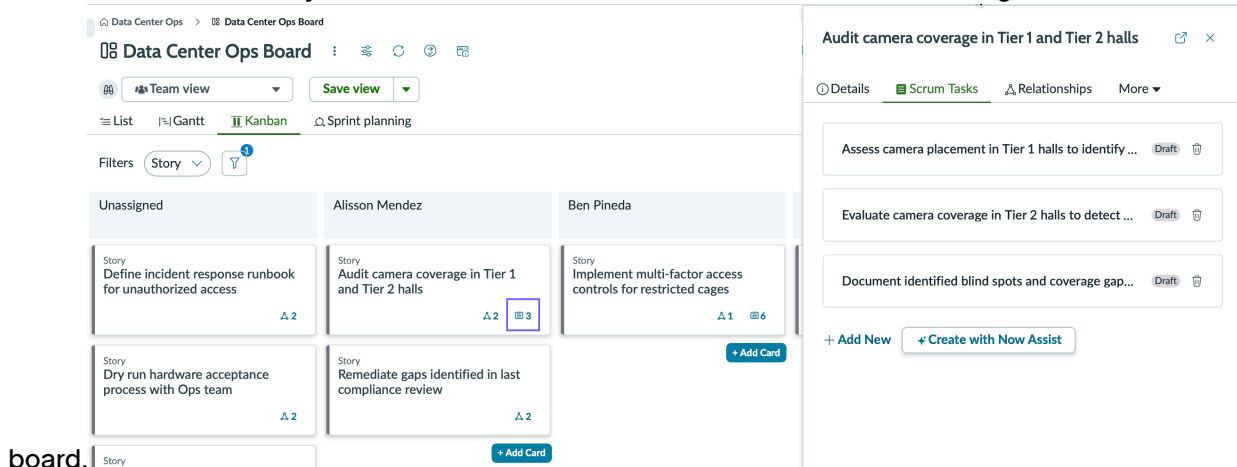 Data Center Ops > Data Center Ops Board
Data Center Ops Board
Team view
Save view
List Gantt Kanban Sprint planning
Filters Story 1
Unassigned
Story
Define incident response runbook
for unauthorized access
2
Story
Dry run hardware acceptance
process with Ops team
2
Story
Alisson Mendez
Story
Audit camera coverage in Tier 1
and Tier 2 halls
2 3
Story
Remediate gaps identified in last
compliance review
2
+ Add Card
Ben Pineda
Story
Implement multi-factor access
controls for restricted cages
1 6
+ Add Card
Audit camera coverage in Tier 1 and Tier 2 halls
Details Scrum Tasks Relationships More
Assess camera placement in Tier 1 halls to identify ... Draft
Evaluate camera coverage in Tier 2 halls to detect ... Draft
Document identified blind spots and coverage gap... Draft
+ Add New Create with Now Assist
board.